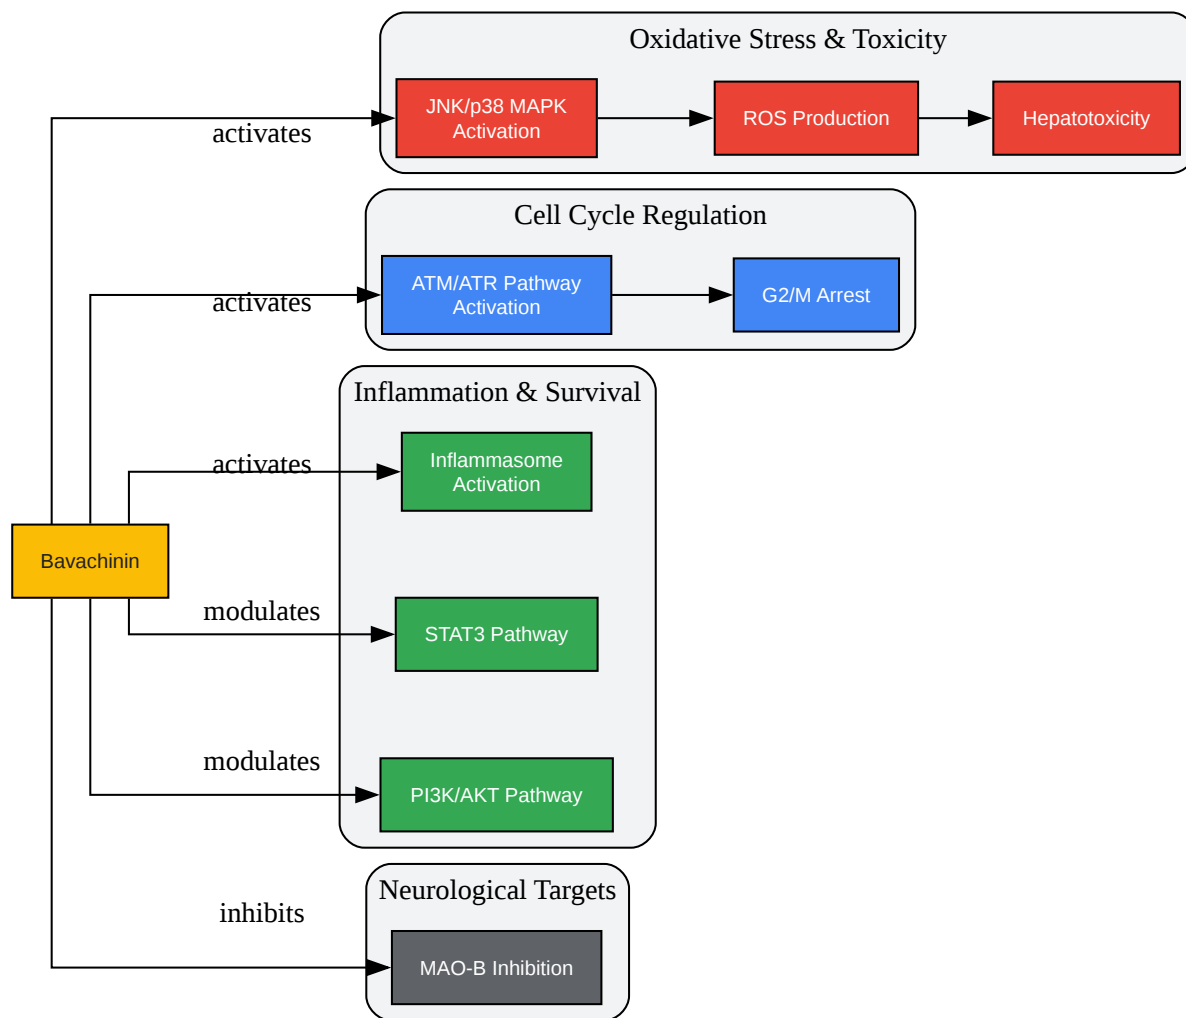 Oxidative Stress & Toxicity
JNK/p38 MAPK
Activation
ROS Production
Hepatotoxicity
activates
Cell Cycle Regulation
ATM/ATR Pathway
Activation
G2/M Arrest
activates
Inflammation & Survival
Inflammasome
Activation
activates
Bavachinin
modulates
STAT3 Pathway
modulates
PI3K/AKT Pathway
Neurological Targets
inhibits
MAO-B Inhibition